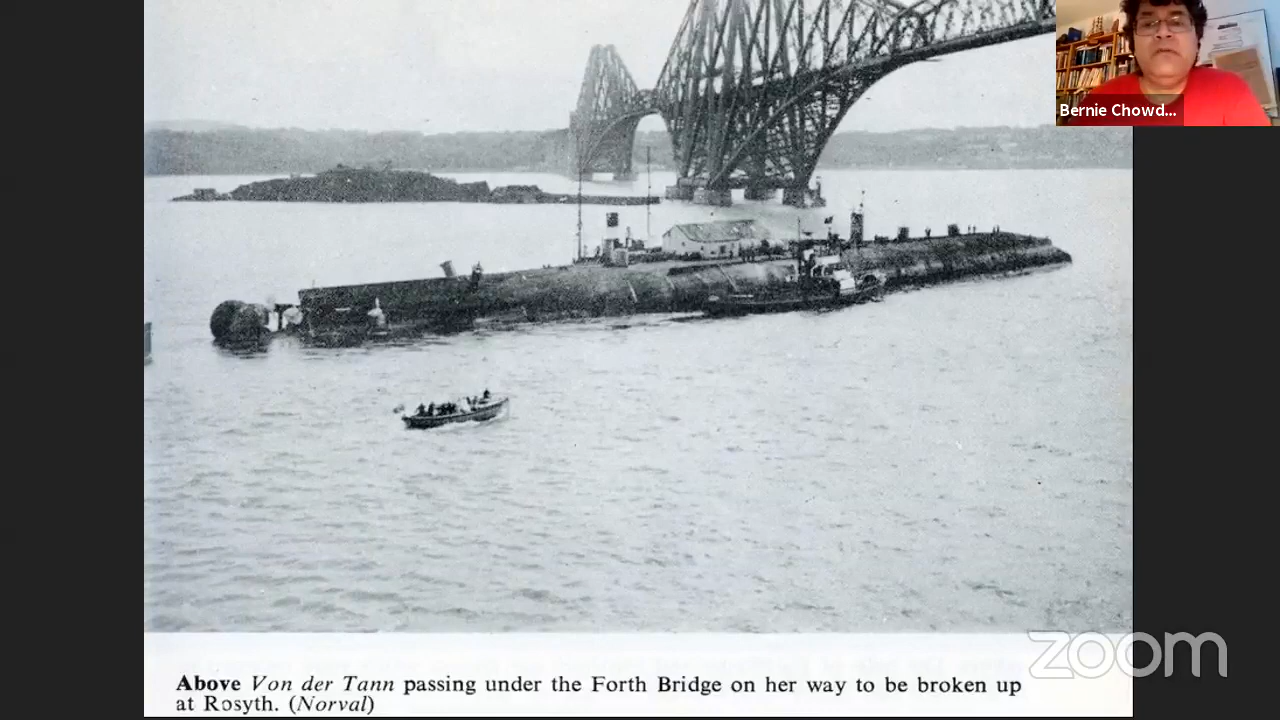 Bernie Chowd...
zoom
Above Von der Tann passing under the Forth Bridge on her way to be broken up
at Rosyth. (Norval)